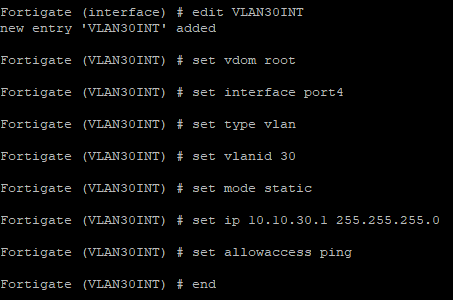 Fortigate (interface) # edit VLAN30INT
new entry 'VLAN30INT' added
Fortigate (VLAN30INT) # set vdom root
Fortigate (VLAN30INT) # set interface port4
Fortigate (VLAN30INT) # set type vlan
Fortigate (VLAN30INT) # set vlanid 30
Fortigate (VLAN30INT) # set mode static
Fortigate (VLAN30INT) # set ip 10.10.30.1 255.255.255.0
Fortigate (VLAN30INT) # set allowaccess ping
Fortigate (VLAN30INT) # end